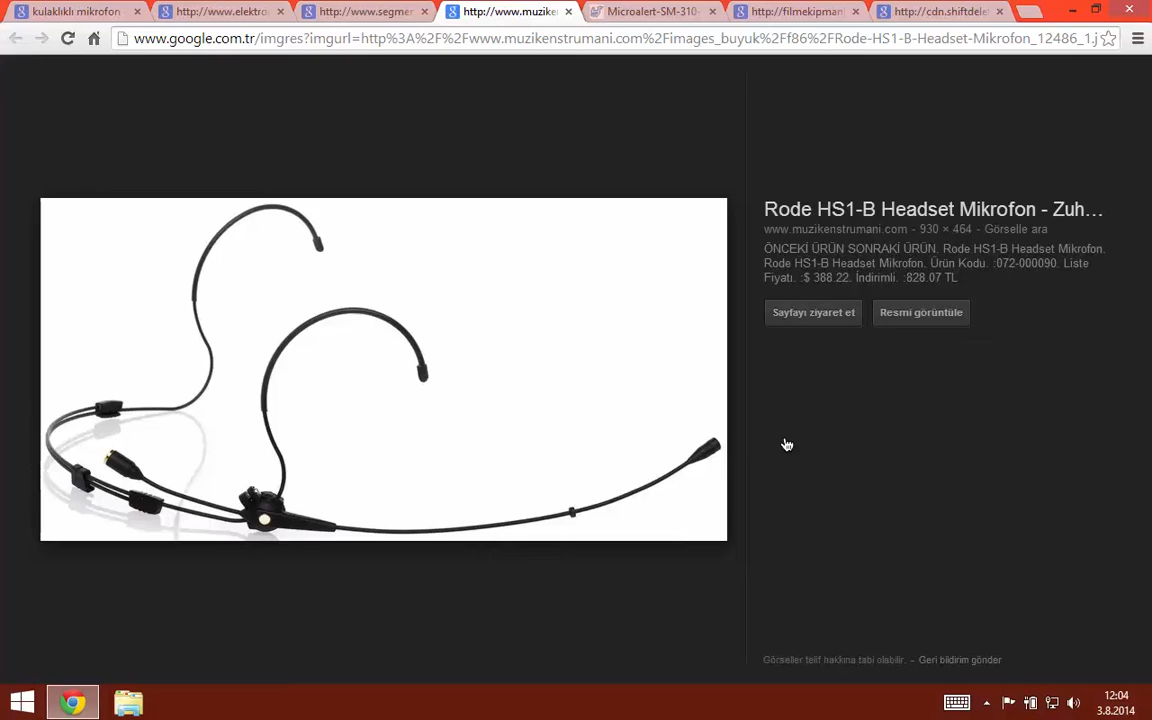 kulaklıklı mikrofon
http://www.elektro
http://www.segmer
http://www.muzike
Microalert-SM-310-
http://filmekipman
http://cdn.shiftdele
www.google.com.tr/imgres?imgurl=http%3A%2F%2Fwww.muzikenstrumani.com%2Fimages_buyuk%2Ff86%2FRode-HS1-B-Headset-Mikrofon_12486_1.j
Rode HS1-B Headset Mikrofon - Zuh...
www.muzikenstrumani.com - 930 × 464 - Görselle ara
ÖNCEKİ ÜRÜN SONRAKİ ÜRÜN. Rode HS1-B Headset Mikrofon.
Rode HS1-B Headset Mikrofon. Ürün Kodu. :072-000090. Liste
Fiyatı. :$ 388.22. İndirimli. :828.07 TL
Sayfayı ziyaret et
Resmi görüntüle
Görseller telif hakkına tabi olabilir. - Geri bildirim gönder
12:04
3.8.2014